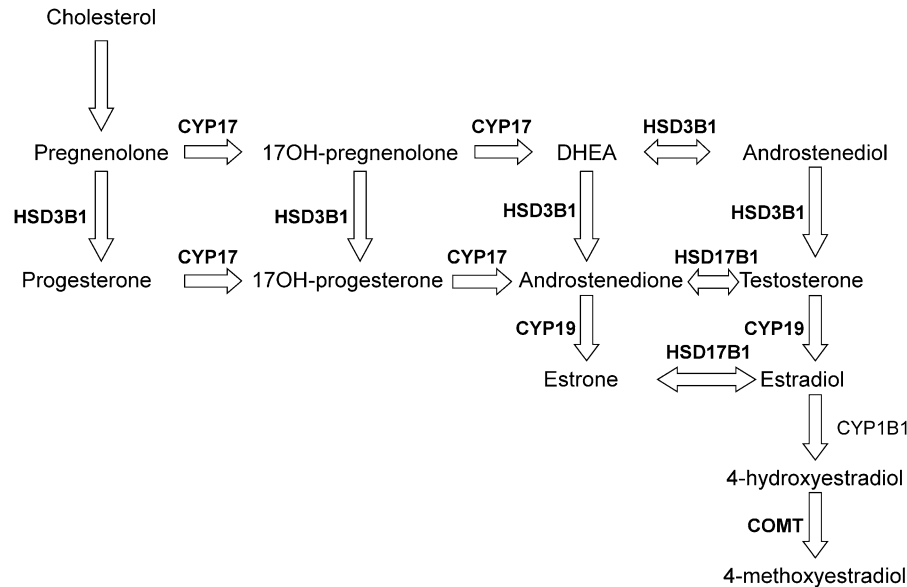 Cholesterol
CYP17
CYP17
HSD3B1
Pregnenolone
17OH-pregnenolone
DHEA
Androstenediol
HSD3B1
HSD3B1
HSD3B1
HSD3B1
CYP17
CYP17
HSD17B1
Progesterone
17OH-progesterone
Androstenedione
Testosterone
CYP19
CYP19
HSD17B1
Estrone
Estradiol
CYP1B1
4-hydroxyestradiol
COMT
4-methoxyestradiol